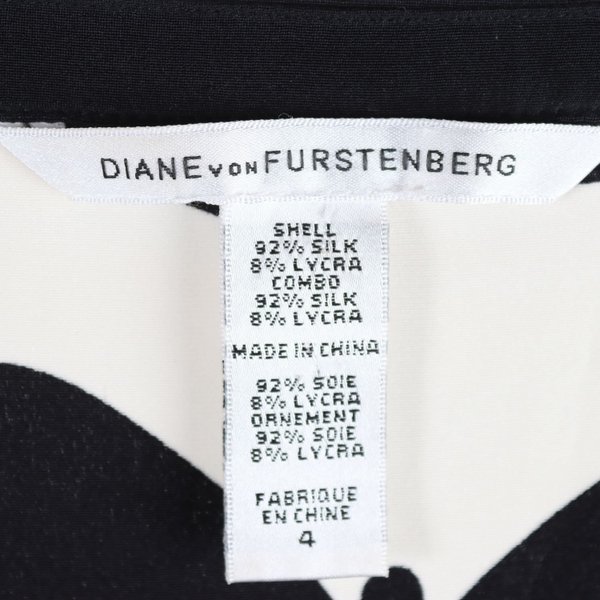 DIANE VON FURSTENBERG
SHELL
92% SILK
8% LYCRA
COMBO
92% SILK
8% LYCRA
MADE IN CHINA
92% SOIE
8% LYCRA
ORNEMENT
92% SOIE
8% LYCRA
FABRIQUE
EN CHINE
4